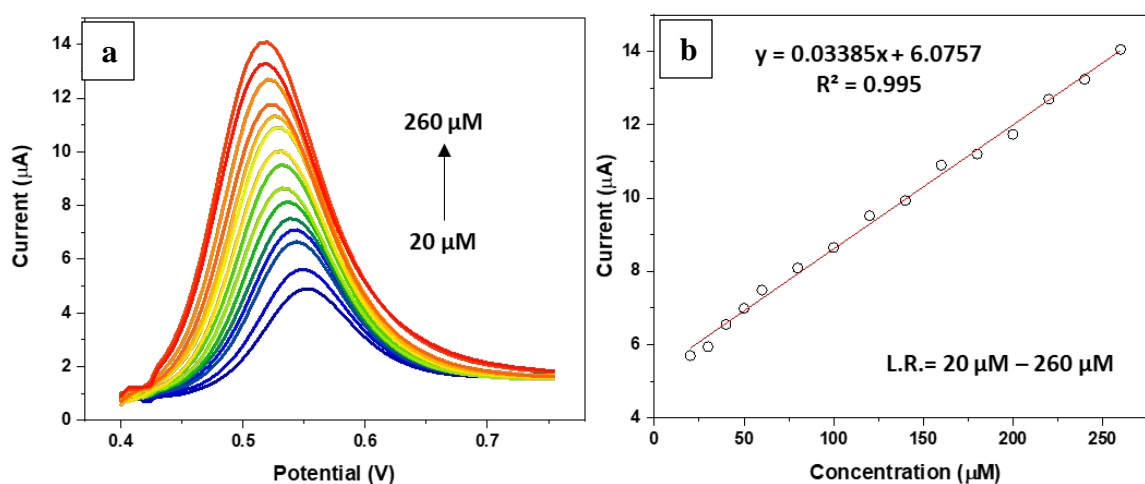 a
14
12
10
8
6
4
2
0
Current (μA)
260 μM
20 μM
0.4 0.5 0.6 0.7
Potential (V)
b
y = 0.03385x + 6.0757
R² = 0.995
14
12
10
8
6
4
Current (μA)
L.R.= 20 μM – 260 μM
0 50 100 150 200 250
Concentration (μM)